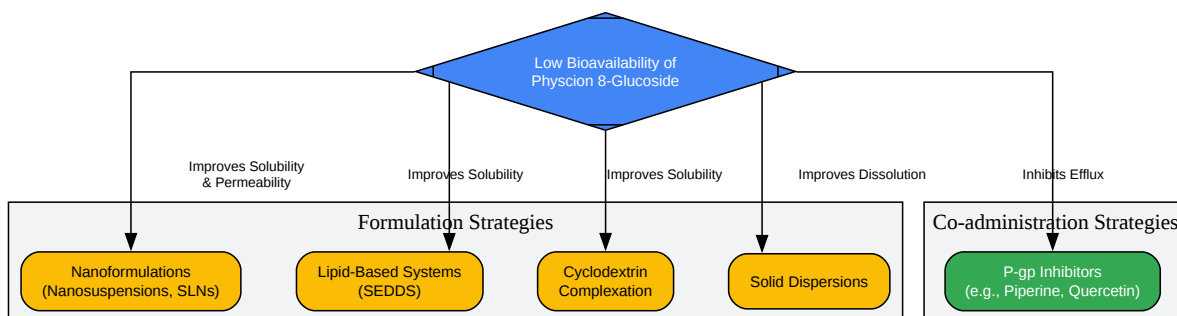 Low Bioavailability of
Physcion 8-Glucoside
Improves Solubility
& Permeability
Improves Solubility
Improves Solubility
Improves Dissolution
Inhibits Efflux
Formulation Strategies
Co-administration Strategies
Nanoformulations
(Nanosuspensions, SLNs)
Lipid-Based Systems
(SEDDS)
Cyclodextrin
Complexation
Solid Dispersions
P-gp Inhibitors
(e.g., Piperine, Quercetin)